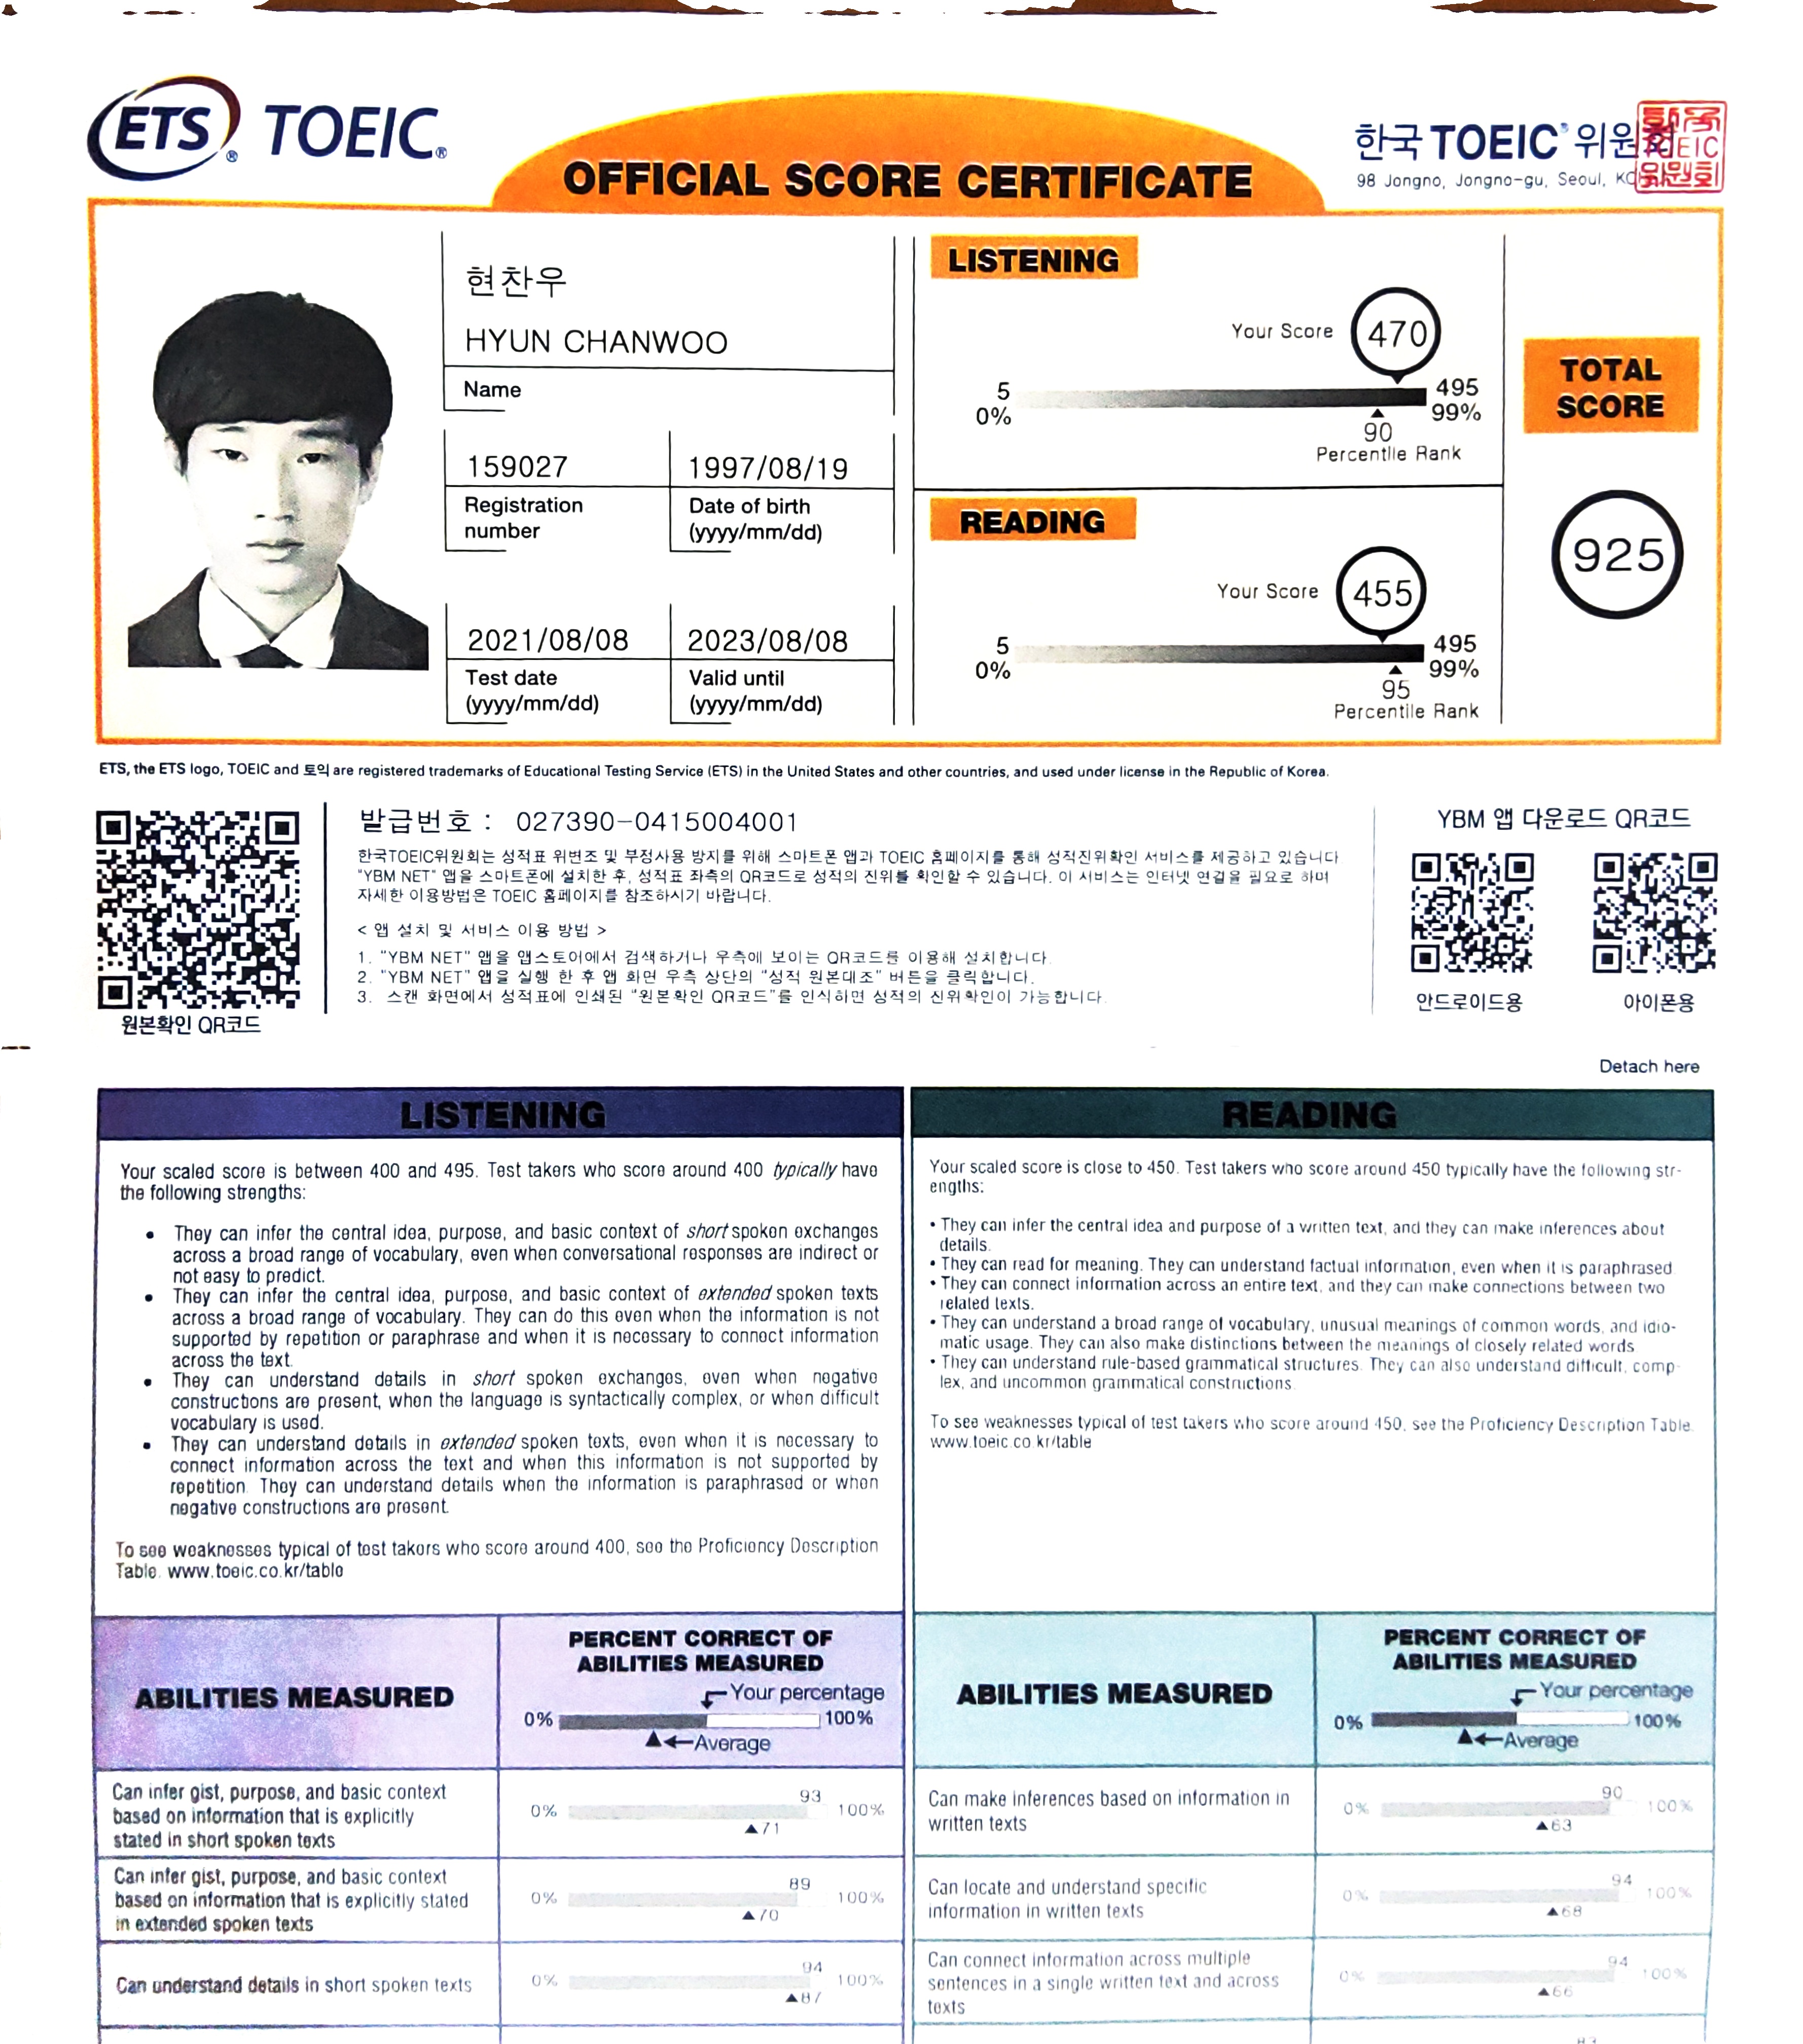 ETS® TOEIC®
OFFICIAL SCORE CERTIFICATE
한국TOEIC®위원회
98 Jongno, Jongno-gu, Seoul,
현찬우
HYUN CHANWOO
Name
159027
Registration
number
1997/08/19
Date of birth
(yyyy/mm/dd)
2021/08/08
Test date
(yyyy/mm/dd)
2023/08/08
Valid until
(yyyy/mm/dd)
LISTENING
Your Score 470
5 495
0% 99%
90
Percentile Rank
READING
Your Score 455
5 495
0% 99%
95
Percentile Rank
TOTAL
SCORE
925
ETS, the ETS logo, TOEIC and 토익 are registered trademarks of Educational Testing Service (ETS) in the United States and other countries, and used under license in the Republic of Korea.
원본확인 QR코드
발급번호 : 027390-0415004001
한국TOEIC위원회는 성적표 위변조 및 부정사용 방지를 위해 스마트폰 앱과 TOEIC 홈페이지를 통해 성적진위확인 서비스를 제공하고 있습니다
"YBM NET" 앱을 스마트폰에 설치한 후, 성적표 좌측의 QR코드로 성적의 진위를 확인할 수 있습니다. 이 서비스는 인터넷 연결을 필요로 하며
자세한 이용방법은 TOEIC 홈페이지를 참조하시기 바랍니다.
< 앱 설치 및 서비스 이용 방법 >
1. "YBM NET" 앱을 앱스토어에서 검색하거나 우측에 보이는 QR코드를 이용해 설치합니다.
2. "YBM NET" 앱을 실행 한 후 앱 화면 우측 상단의 "성적 원본대조" 버튼을 클릭합니다.
3. 스캔 화면에서 성적표에 인쇄된 "원본확인 QR코드"를 인식하면 성적의 진위확인이 가능합니다.
YBM 앱 다운로드 QR코드
안드로이드용
아이폰용
Detach here
LISTENING
Your scaled score is between 400 and 495. Test takers who score around 400 typically have
the following strengths:
• They can infer the central idea, purpose, and basic context of short spoken exchanges
across a broad range of vocabulary, even when conversational responses are indirect or
not easy to predict.
• They can infer the central idea, purpose, and basic context of extended spoken texts
across a broad range of vocabulary. They can do this even when the information is not
supported by repetition or paraphrase and when it is necessary to connect information
across the text.
• They can understand details in short spoken exchanges, even when negative
constructions are present, when the language is syntactically complex, or when difficult
vocabulary is used.
• They can understand details in extended spoken texts, even when it is necessary to
connect information across the text and when this information is not supported by
repetition. They can understand details when the information is paraphrased or when
negative constructions are present.
To see weaknesses typical of test takers who score around 400, see the Proficiency Description
Table. www.toeic.co.kr/table
READING
Your scaled score is close to 450. Test takers who score around 450 typically have the following str-
engths:
• They can infer the central idea and purpose of a written text, and they can make inferences about
details.
• They can read for meaning. They can understand factual information, even when it is paraphrased.
• They can connect information across an entire text, and they can make connections between two
related texts.
• They can understand a broad range of vocabulary, unusual meanings of common words, and idio-
matic usage. They can also make distinctions between the meanings of closely related words
• They can understand rule-based grammatical structures. They can also understand difficult, comp-
lex, and uncommon grammatical constructions.
To see weaknesses typical of test takers who score around 450, see the Proficiency Description Table.
www.toeic.co.kr/table
ABILITIES MEASURED
PERCENT CORRECT OF
ABILITIES MEASURED
Your percentage
0% 100%
Average
Can infer gist, purpose, and basic context
based on information that is explicitly
stated in short spoken texts
93
0% 100%
71
Can infer gist, purpose, and basic context
based on information that is explicitly stated
in extended spoken texts
89
0% 100%
70
Can understand details in short spoken texts
94
0% 100%
87
ABILITIES MEASURED
PERCENT CORRECT OF
ABILITIES MEASURED
Your percentage
0% 100%
Average
Can make inferences based on information in
written texts
90
0% 100%
63
Can locate and understand specific
information in written texts
94
0% 100%
68
Can connect information across multiple
sentences in a single written text and across
texts
94
0% 100%
66